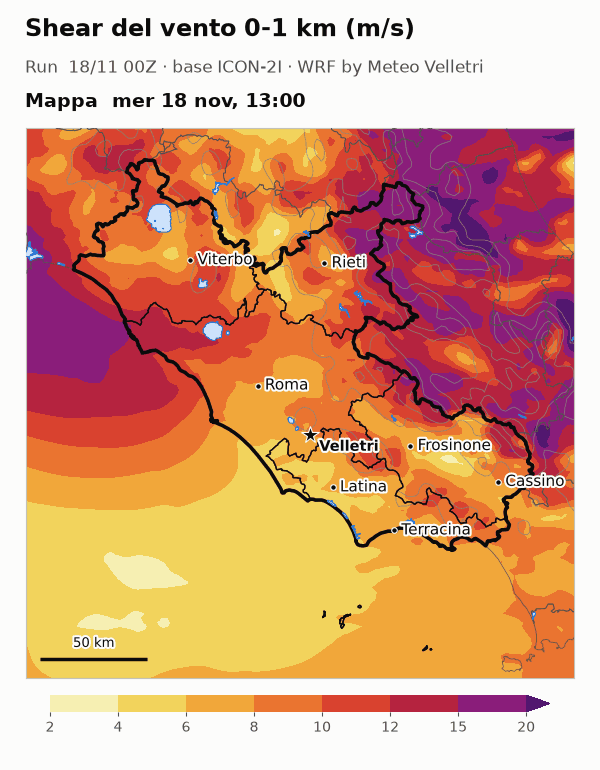 Shear del vento 0-1 km (m/s)
Run  18/11 00Z · base ICON-2I · WRF by Meteo Velletri
Mappa  mer 18 nov, 13:00
Viterbo
Rieti
Roma
Velletri
Frosinone
Cassino
Latina
Terracina
50 km
2 4 6 8 10 12 15 20